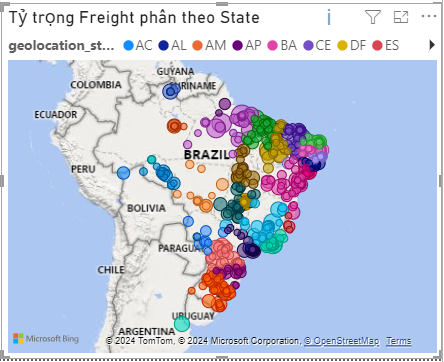 Tỷ trọng Freight phân theo State
geolocation_st... AC AL AM AP BA CE DF ES
GUYANA
SURINAME
COLOMBIA
ECUADOR
BRAZIL
PERU
BOLIVIA
PARAGUAY
CHILE
URUGUAY
ARGENTINA
Microsoft Bing
© 2024 TomTom, © 2024 Microsoft Corporation, © OpenStreetMap Terms